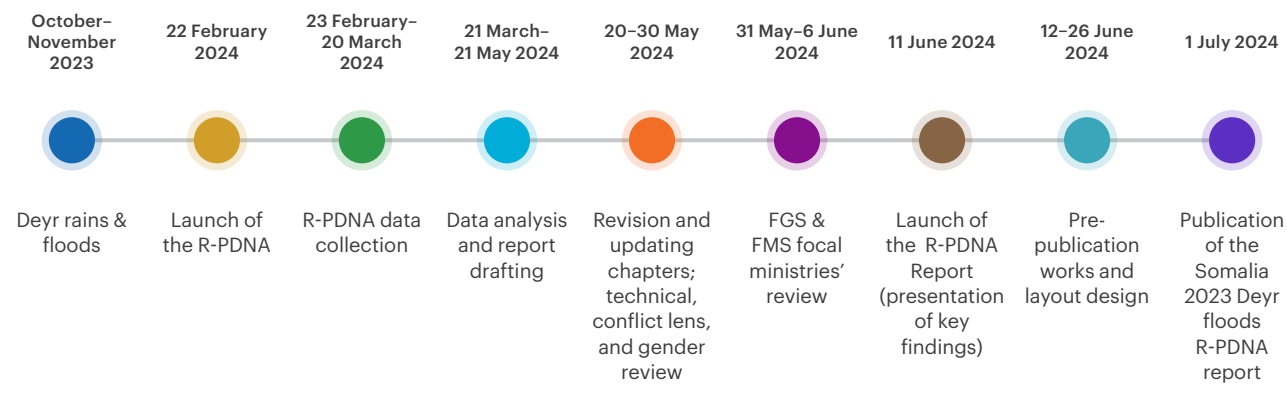 October–
November
2023
22 February
2024
23 February–
20 March
2024
21 March–
21 May 2024
20–30 May
2024
31 May–6 June
2024
11 June 2024
12–26 June
2024
1 July 2024
Deyr rains &
floods
Launch of
the R-PDNA
R-PDNA data
collection
Data analysis
and report
drafting
Revision and
updating
chapters;
technical,
conflict lens,
and gender
review
FGS &
FMS focal
ministries’
review
Launch of
the R-PDNA
Report
(presentation
of key
findings)
Pre-
publication
works and
layout design
Publication
of the
Somalia
2023 Deyr
floods
R-PDNA
report